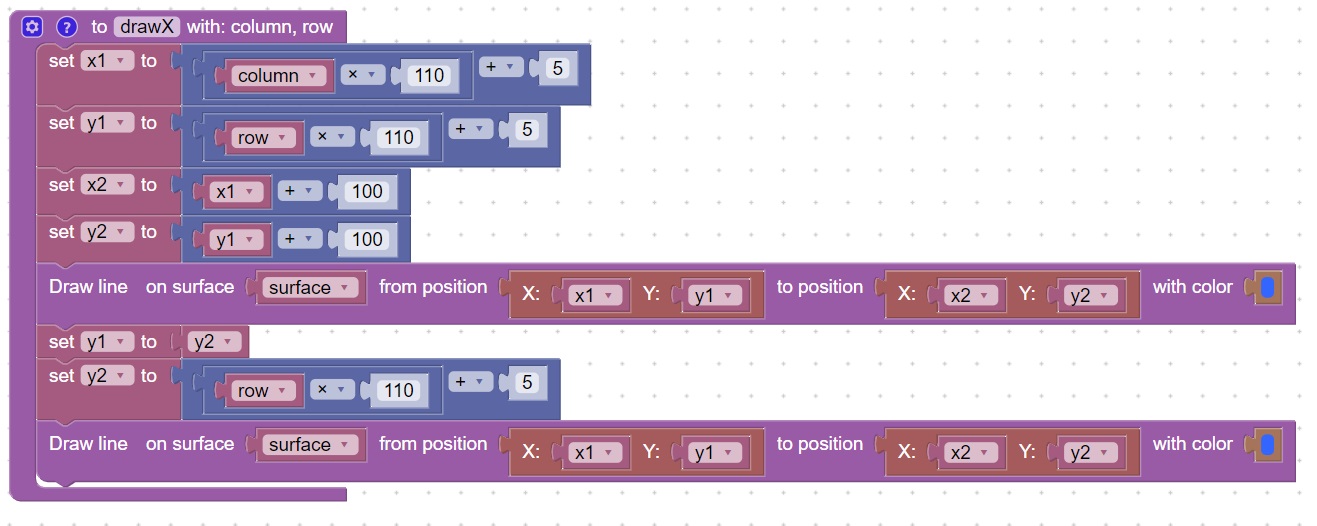 ? to drawX with: column, row
set x1 to column × 110 + 5
set y1 to row × 110 + 5
set x2 to x1 + 100
set y2 to y1 + 100
Draw line on surface surface from position X: x1 Y: y1 to position X: x2 Y: y2 with color
set y1 to y2
set y2 to row × 110 + 5
Draw line on surface surface from position X: x1 Y: y1 to position X: x2 Y: y2 with color